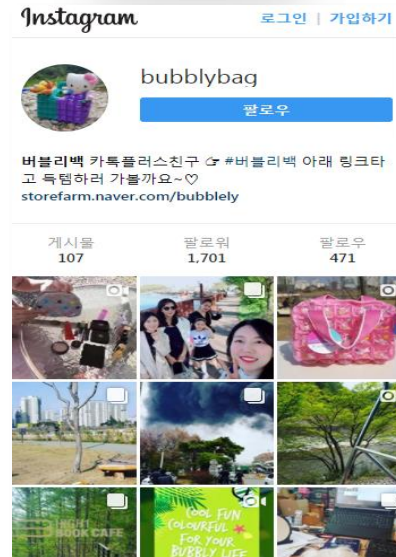 Instagram
로그인 | 가입하기
bubblybag
팔로우
버블리백 카톡플러스친구 👉 #버블리백 아래 링크타
고 득템하러 가볼까요~♡
storefarm.naver.com/bubblely
게시물 팔로워 팔로우
107 1,701 471
BOOK CAFE
COOL FUN
COLOURFUL
FOR YOUR
BUBBLY LIFE